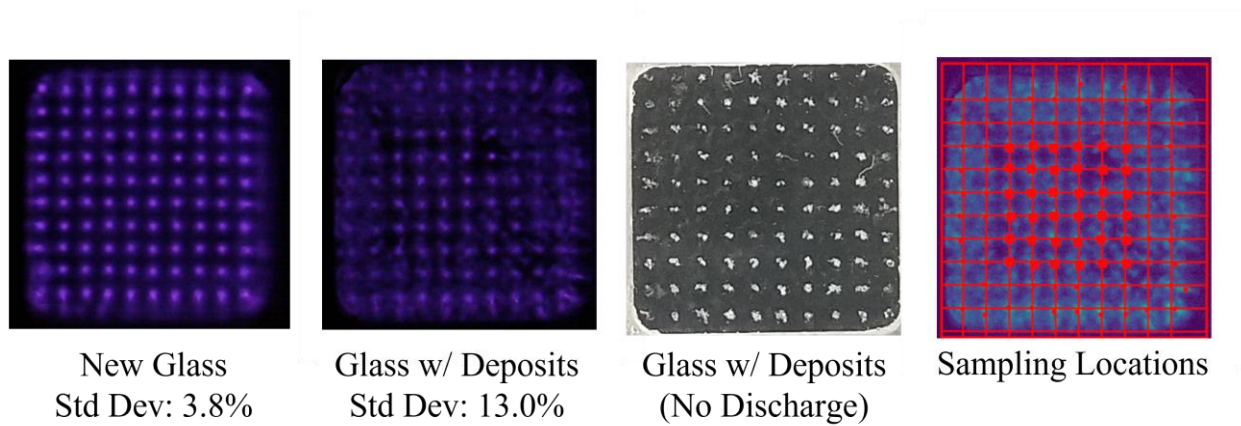 New Glass
Std Dev: 3.8%
Glass w/ Deposits
Std Dev: 13.0%
Glass w/ Deposits
(No Discharge)
Sampling Locations